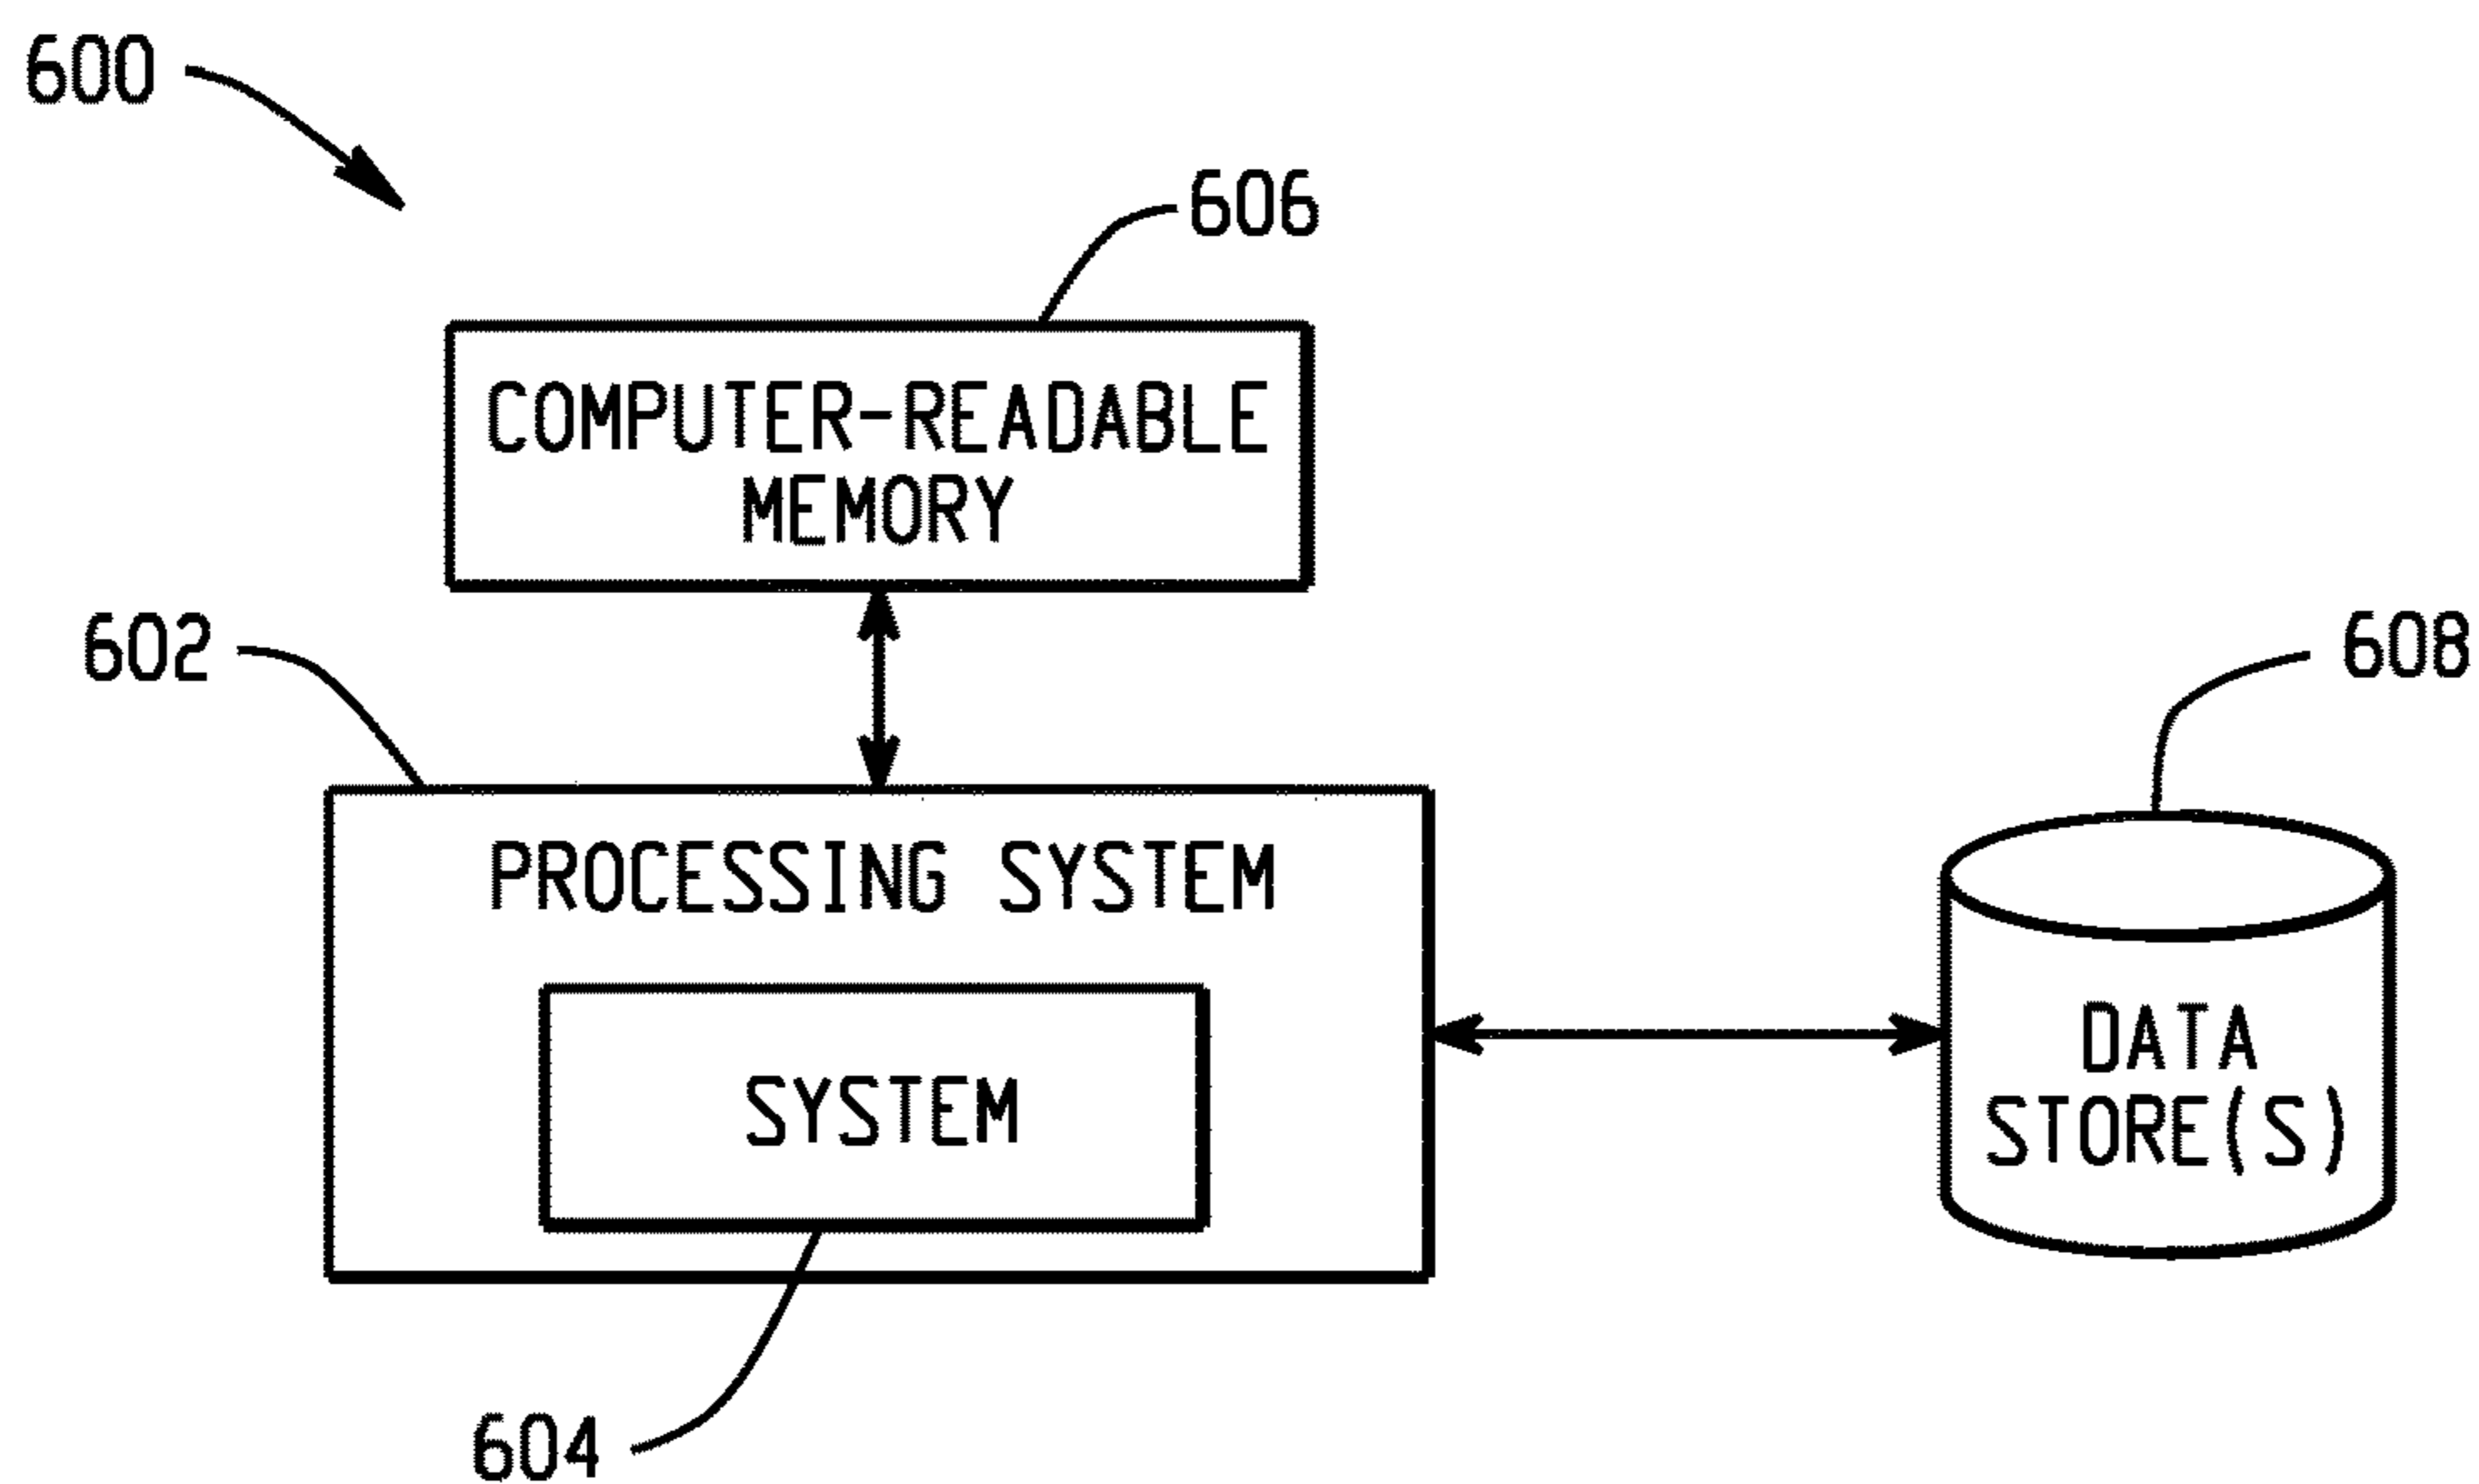 600
606
COMPUTER-READABLE
MEMORY
602
608
PROCESSING SYSTEM
SYSTEM
DATA
STORE(S)
604